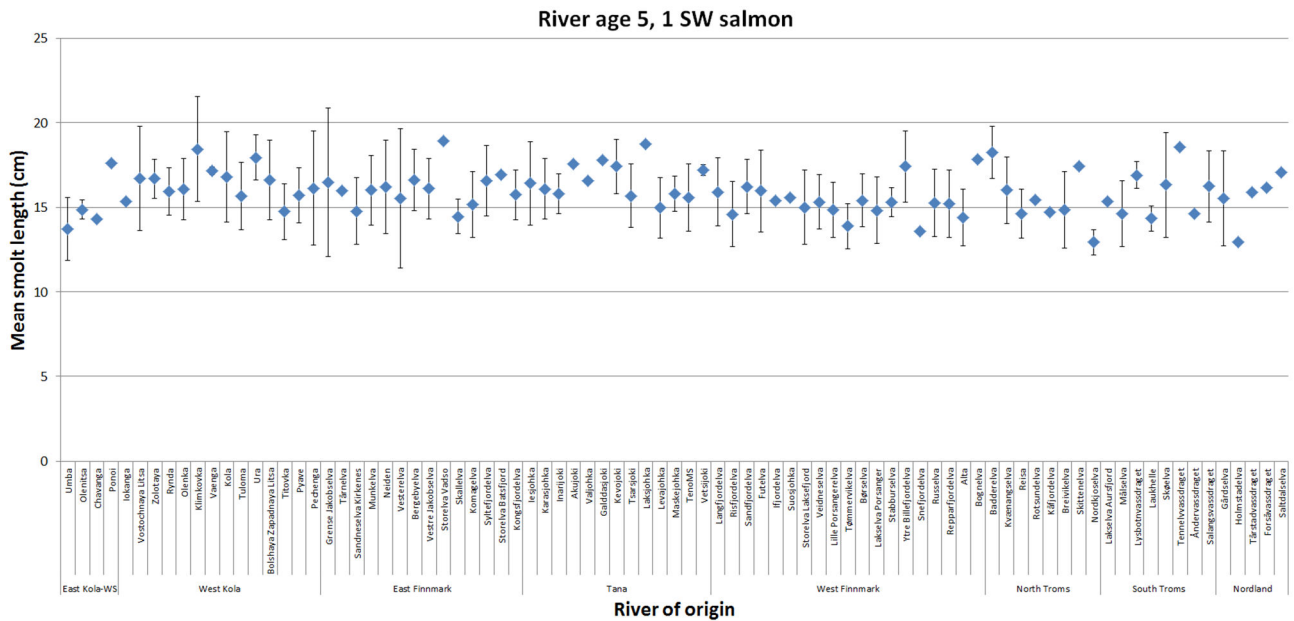 River age 5, 1 SW salmon
Mean smolt length (cm)
25
20
15
10
5
0
Umba
Olenitsa
Chavanga
Ponoi
Iokanga
Vostochnaya Litsa
Zolotaya
Rynda
Olenka
Klimkovka
Vaenga
Kola
Tuloma
Ura
Bolshaya Zapadnaya Litsa
Titovka
Pyave
Pechenga
Grense Jakobselva
Tårnelva
Sandneselva Kirkenes
Munkelva
Neiden
Vesterelva
Bergebyelva
Vestre Jakobselva
Storelva Vadsø
Skallelva
Komagelva
Syltefjordelva
Storelva Batsfjord
Kongsfjordelva
Iesjohkka
Karasjohka
Inarijoki
Akujoki
Valjohka
Galddasjoki
Kevojoki
Tsarsjoki
Laksjohka
Levajohka
Maskejohka
TenoMS
Vetsijoki
Langfjordelva
Risfjordelva
Sandfjordelva
Futelva
Ifjordelva
Suosjohka
Storelva Laksefjord
Veidneselva
Lille Porsangerelva
Tømmervikelva
Børselva
Lakselva Porsanger
Stabburselva
Ytre Billefjordelva
Snefjordelva
Russelva
Repparfjordelva
Alta
Bognelva
Badderelva
Kvænangselva
Reisa
Rotsundelva
Kåfjordelva
Breivikelva
Skittenelva
Nordkjoselva
Lakselva Aursfjord
Målselva
Lysbotnvassdraget
Laukhelle
Skøelva
Tennelvvassdraget
Åndervassdraget
Salangsvassdraget
Gårdselva
Holmstadelva
Tårstadvassdraget
Forsåvassdraget
Saltdalselva
East Kola-WS
West Kola
East Finnmark
Tana
West Finnmark
North Troms
South Troms
Nordland
River of origin